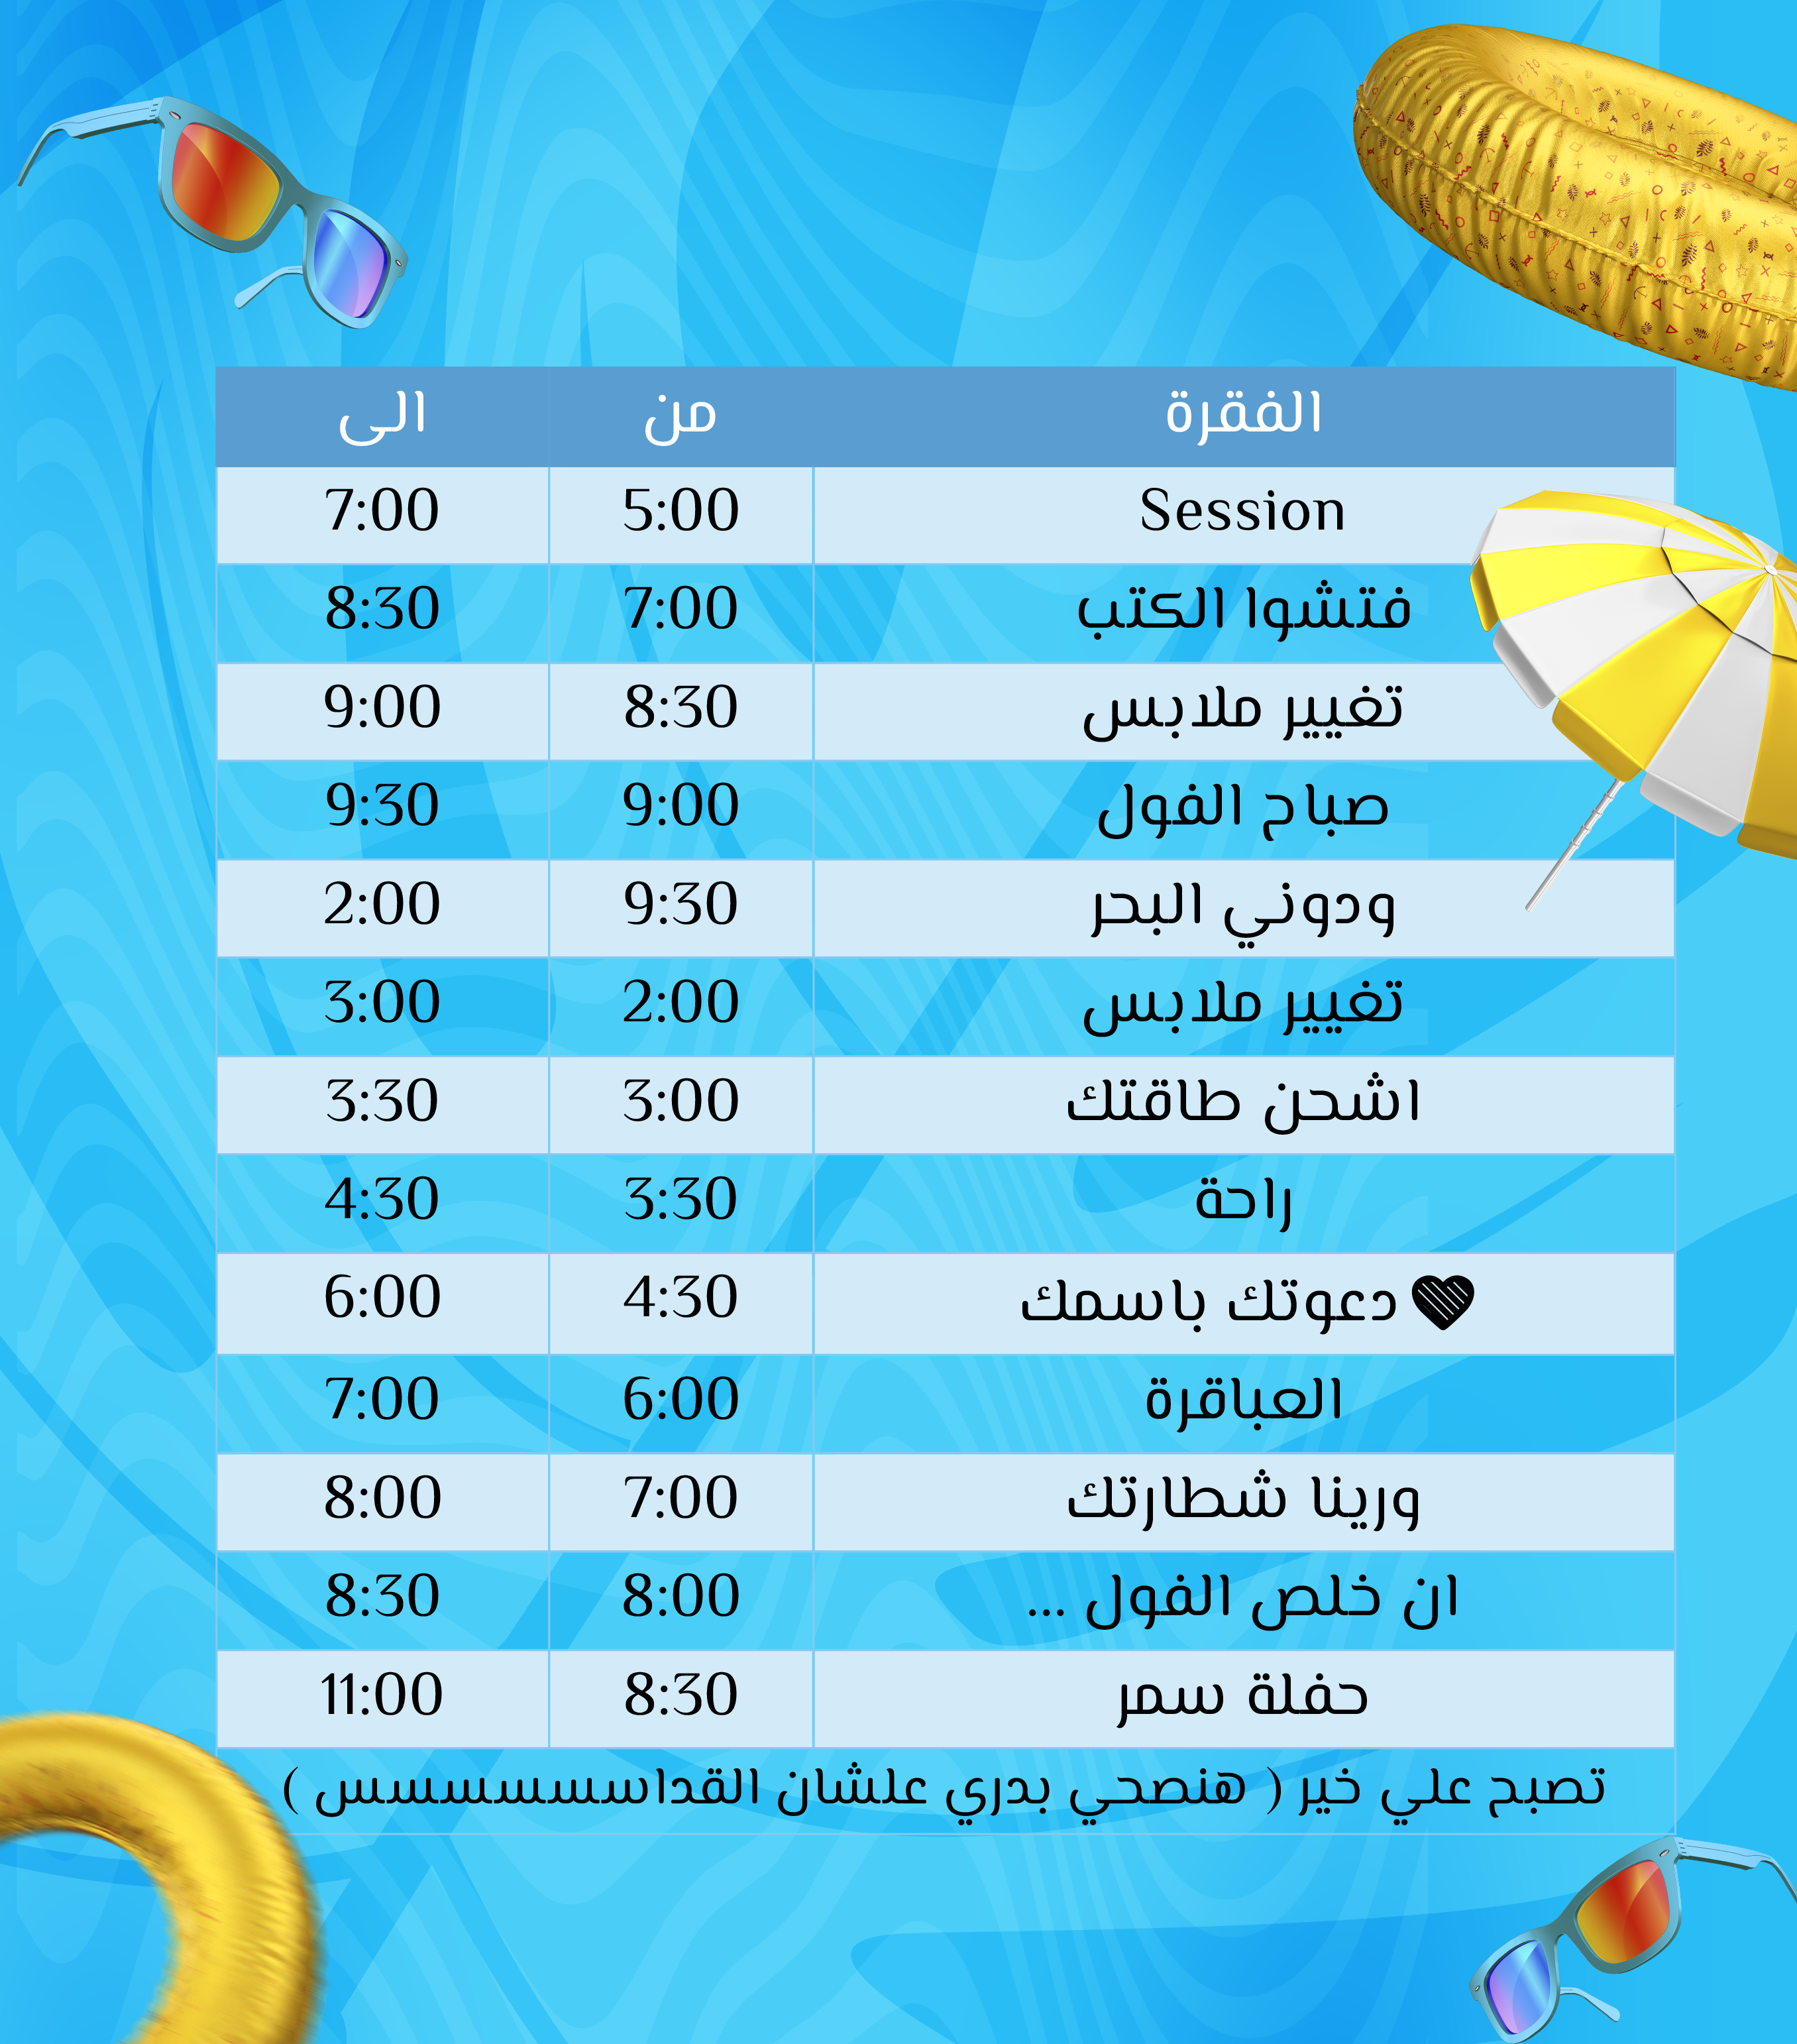 الفقرة من الى
Session 5:00 7:00
فتشوا الكتب 7:00 8:30
تغيير ملابس 8:30 9:00
صباح الفول 9:00 9:30
ودوني البحر 9:30 2:00
تغيير ملابس 2:00 3:00
اشحن طاقتك 3:00 3:30
راحة 3:30 4:30
🖤 دعوتك باسمك 4:30 6:00
العباقرة 6:00 7:00
ورينا شطارتك 7:00 8:00
ان خلص الفول ... 8:00 8:30
حفلة سمر 8:30 11:00
تصبح علي خير ( هنصحي بدري علشان القداسسسسسسس )